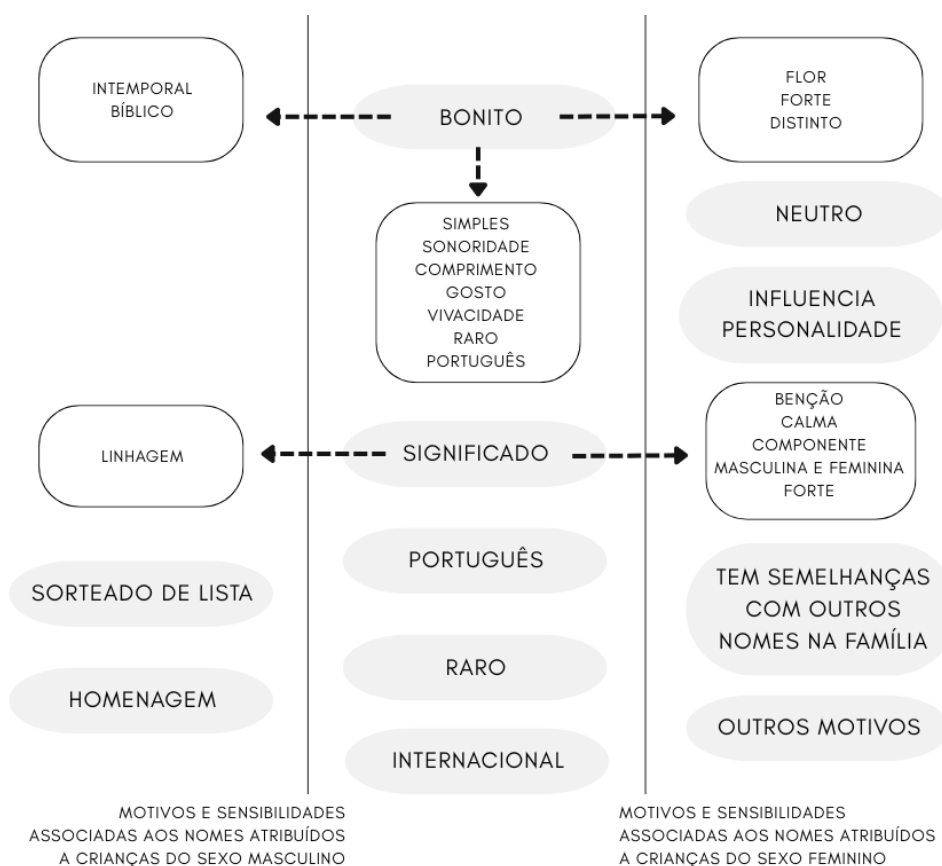 INTEMPORAL
BÍBLICO
BONITO
FLOR
FORTE
DISTINTO
SIMPLES
SONORIDADE
COMPRIMENTO
GOSTO
VIVACIDADE
RARO
PORTUGUÊS
NEUTRO
INFLUENCIA
PERSONALIDADE
LINHAGEM
SIGNIFICADO
BENÇÃO
CALMA
COMPONENTE
MASCULINA E FEMININA
FORTE
SORTEADO DE LISTA
HOMENAGEM
PORTUGUÊS
RARO
INTERNACIONAL
TEM SEMELHANÇAS
COM OUTROS
NOMES NA FAMÍLIA
OUTROS MOTIVOS
MOTIVOS E SENSIBILIDADES
ASSOCIADAS AOS NOMES ATRIBUÍDOS
A CRIANÇAS DO SEXO MASCULINO
MOTIVOS E SENSIBILIDADES
ASSOCIADAS AOS NOMES ATRIBUÍDOS
A CRIANÇAS DO SEXO FEMININO